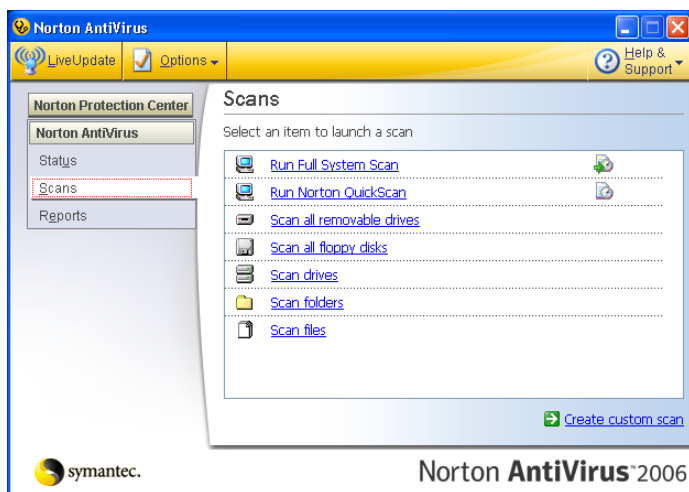 Norton AntiVirus
LiveUpdate
Options
Help & Support
Norton Protection Center
Norton AntiVirus
Status
Scans
Reports
Scans
Select an item to launch a scan
Run Full System Scan
Run Norton QuickScan
Scan all removable drives
Scan all floppy disks
Scan drives
Scan folders
Scan files
Create custom scan
symantec.
Norton AntiVirus 2006